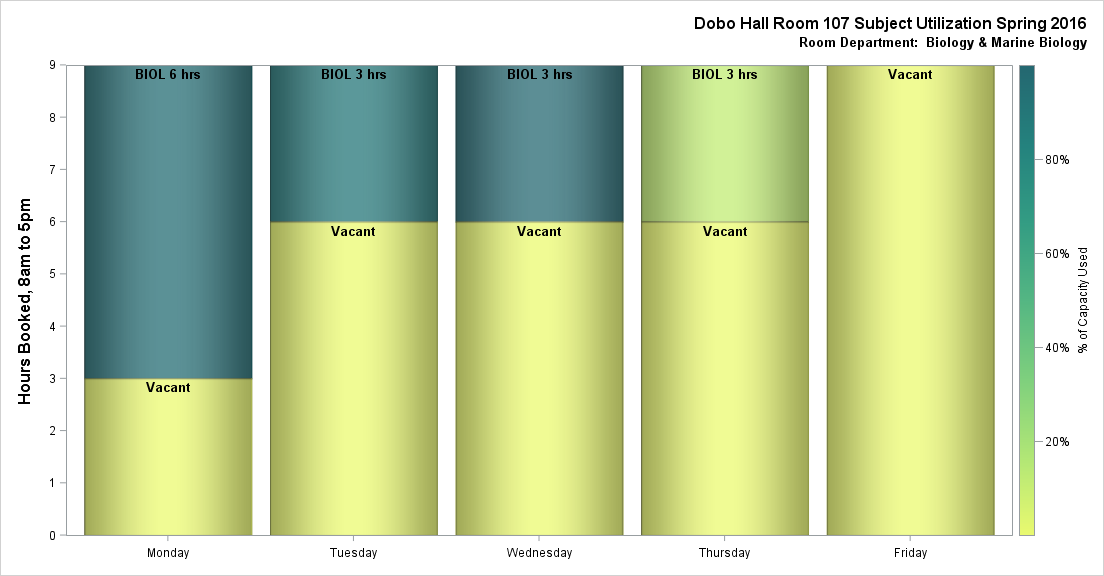 Dobo Hall Room 107 Subject Utilization Spring 2016
Room Department:  Biology & Marine Biology
Hours Booked, 8am to 5pm
9
8
7
6
5
4
3
2
1
0
BIOL 6 hrs
Vacant
BIOL 3 hrs
Vacant
BIOL 3 hrs
Vacant
BIOL 3 hrs
Vacant
Vacant
Monday
Tuesday
Wednesday
Thursday
Friday
80%
60%
40%
20%
% of Capacity Used